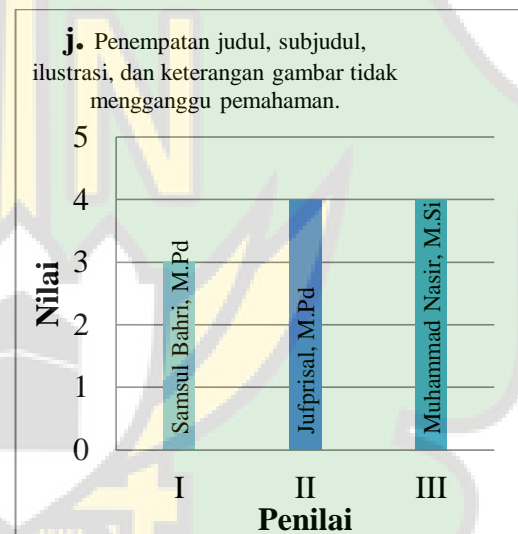 j. Penempatan judul, subjudul,
ilustrasi, dan keterangan gambar tidak
mengganggu pemahaman.
5
4
3
2
1
0
Nilai
Samsul Bahri, M.Pd
Jufprisal, M.Pd
Muhammad Nasir, M.Si
I
II
III
Penilai